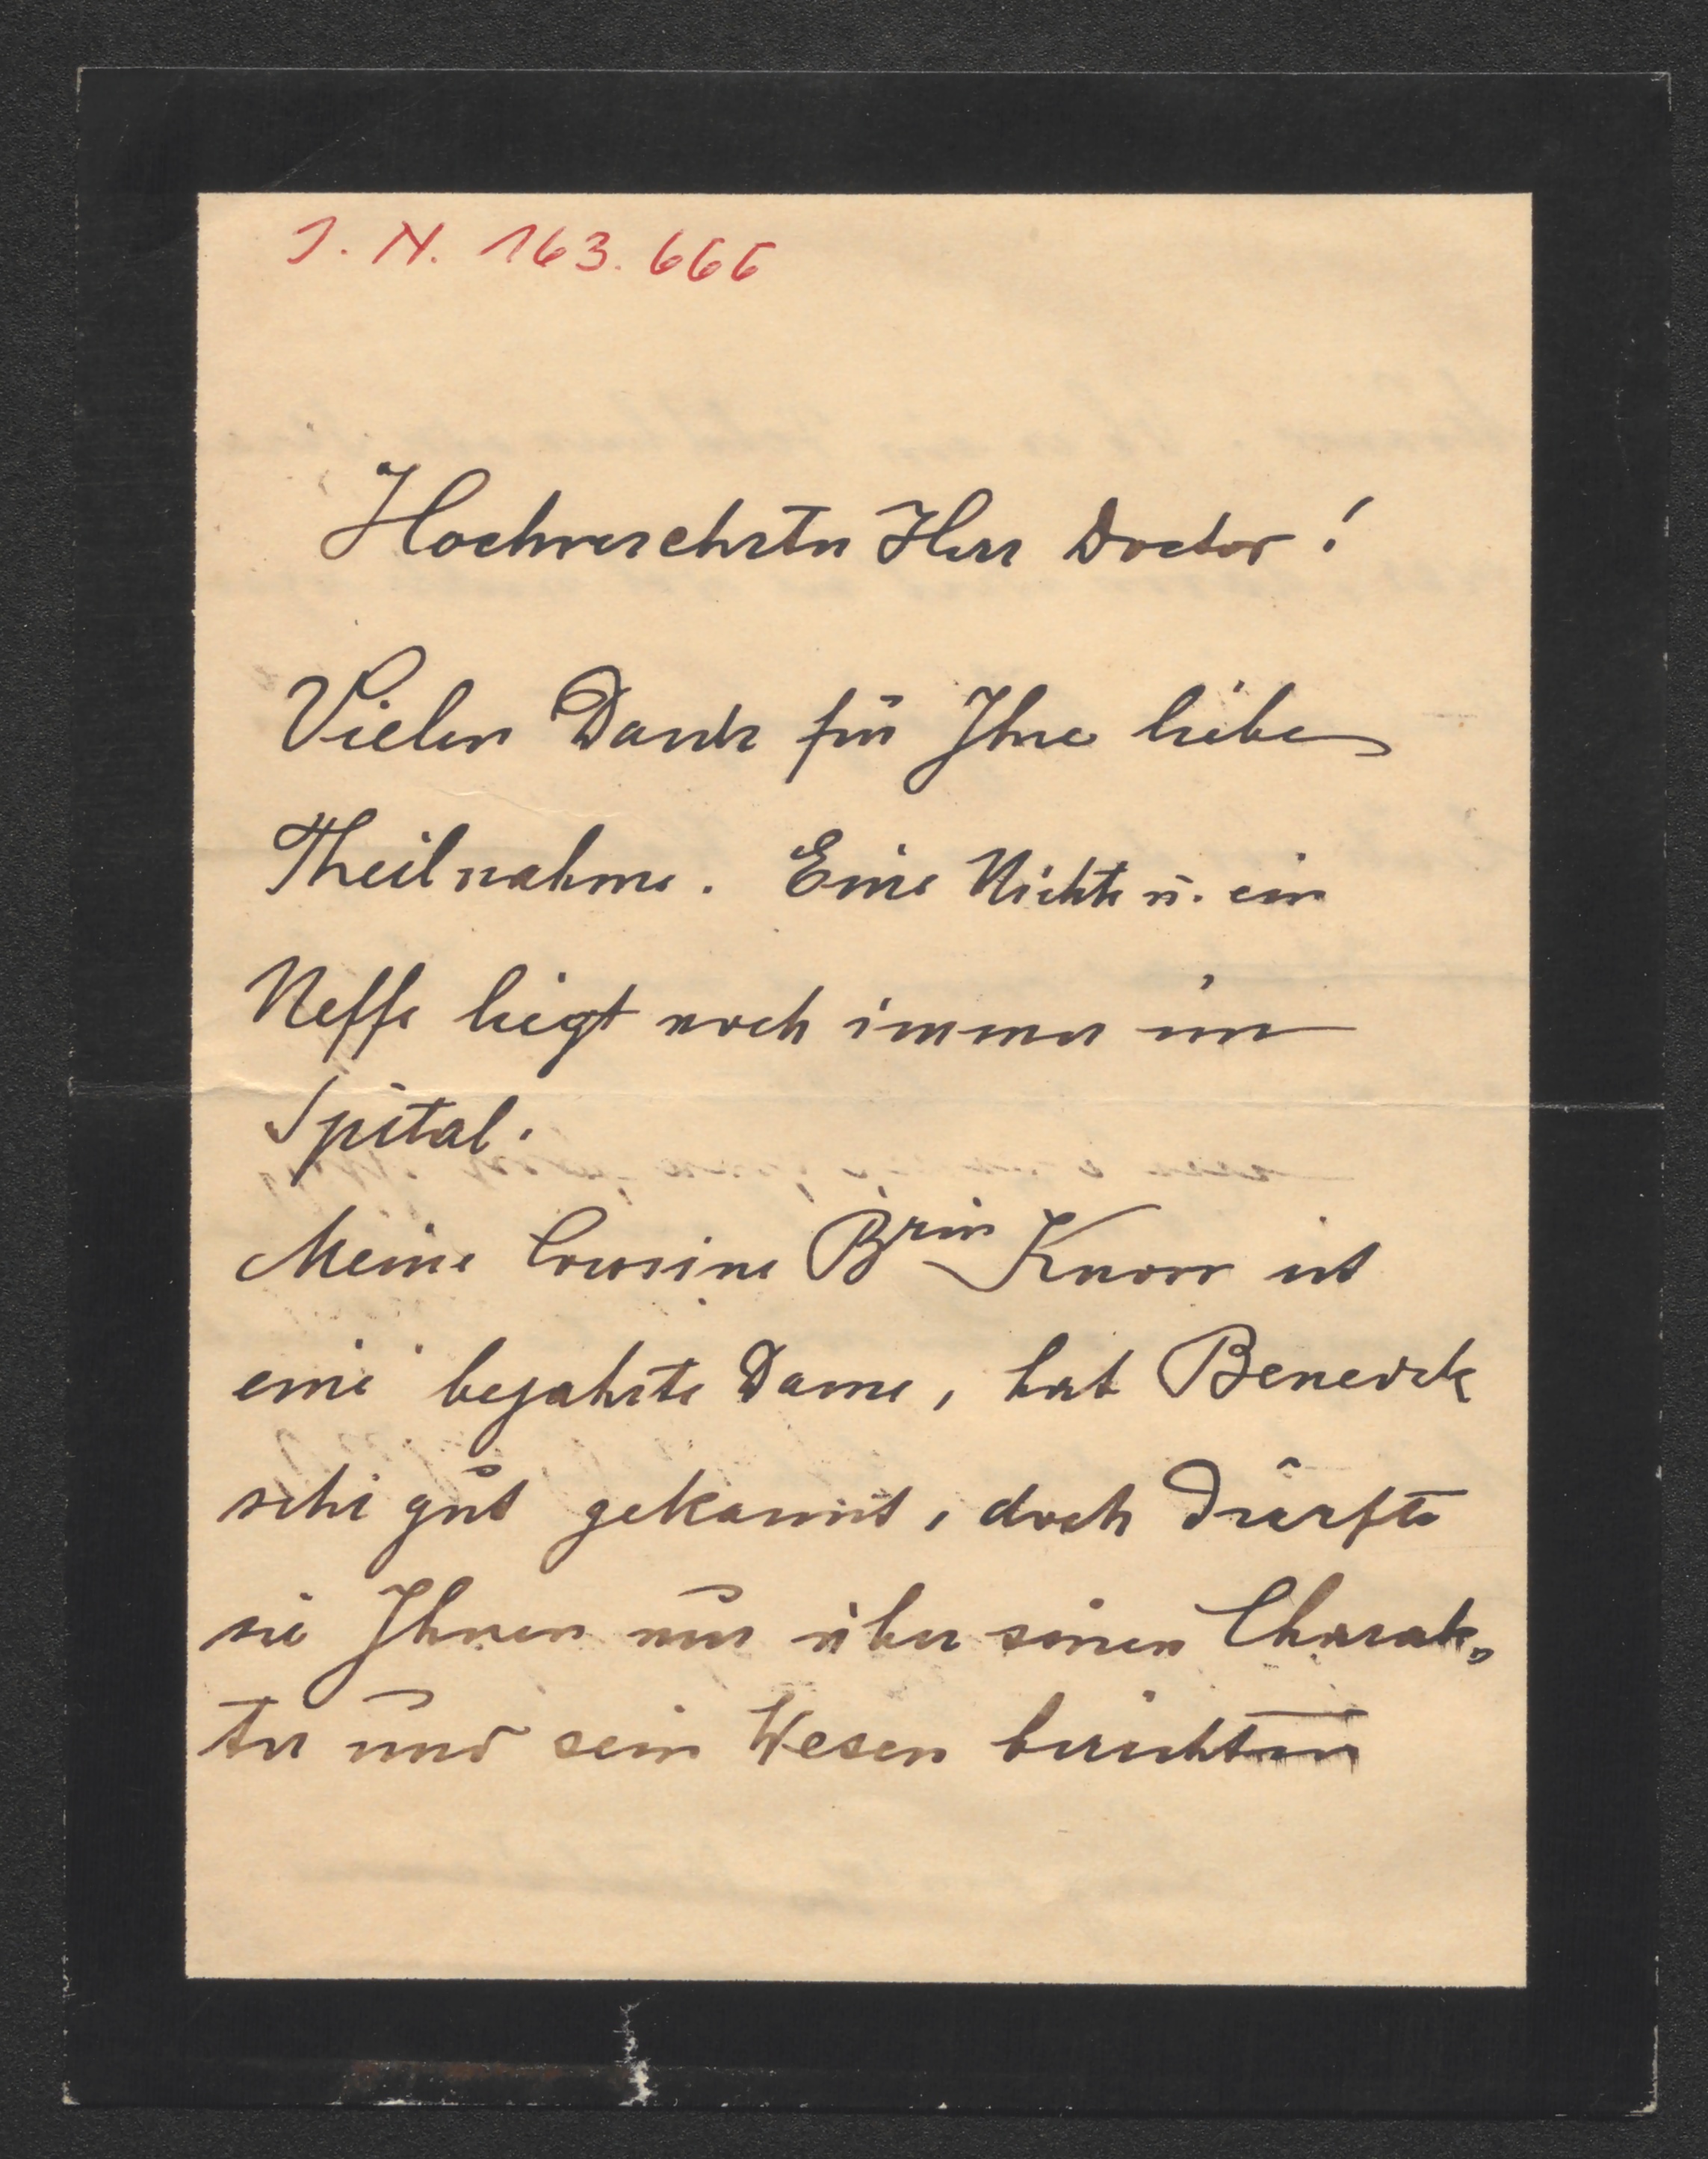 J. N. 163.666
Hochverehrter Herr Doctor!
Vielen Dank für Ihre liebe
Theilnahme. Eine Nichte u. ein
Neffe liegt noch immer im
Spital.
Meine Cousine Brin Knorr ist
eine bejahrte Dame, hat Benedek
sehr gut gekannt, doch dürfte
sie Ihnen nur über seinen Charak-
ter und sein Wesen berichten